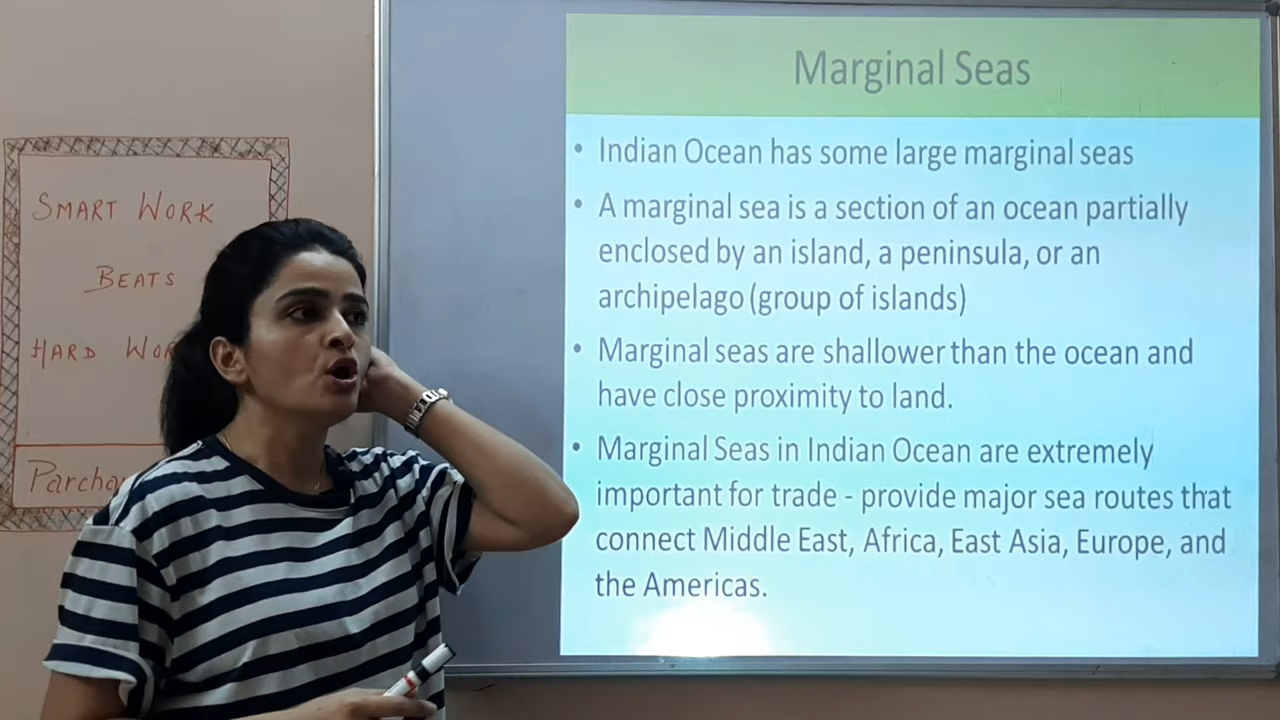 SMART WORK
BEATS
HARD
Marginal Seas
• Indian Ocean has some large marginal seas
• A marginal sea is a section of an ocean partially
enclosed by an island, a peninsula, or an
archipelago (group of islands)
• Marginal seas are shallower than the ocean and
have close proximity to land.
• Marginal Seas in Indian Ocean are extremely
important for trade - provide major sea routes that
connect Middle East, Africa, East Asia, Europe, and
the Americas.